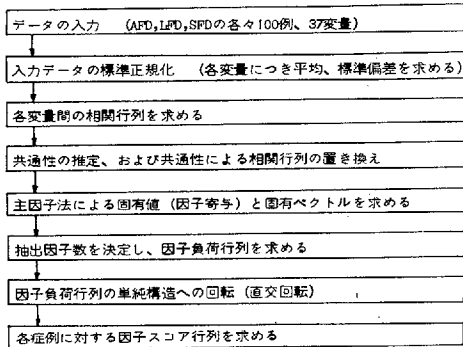 データの入力 (AFD,LFD,SFDの各々100例、37変量)
入力データの標準正規化 (各変量につき平均、標準偏差を求める)
各変量間の相関行列を求める
共通性の推定、および共通性による相関行列の置き換え
主因子法による固有値（因子寄与）と固有ベクトルを求める
抽出因子数を決定し、因子負荷行列を求める
因子負荷行列の単純構造への回転（直交回転）
各症例に対する因子スコア行列を求める